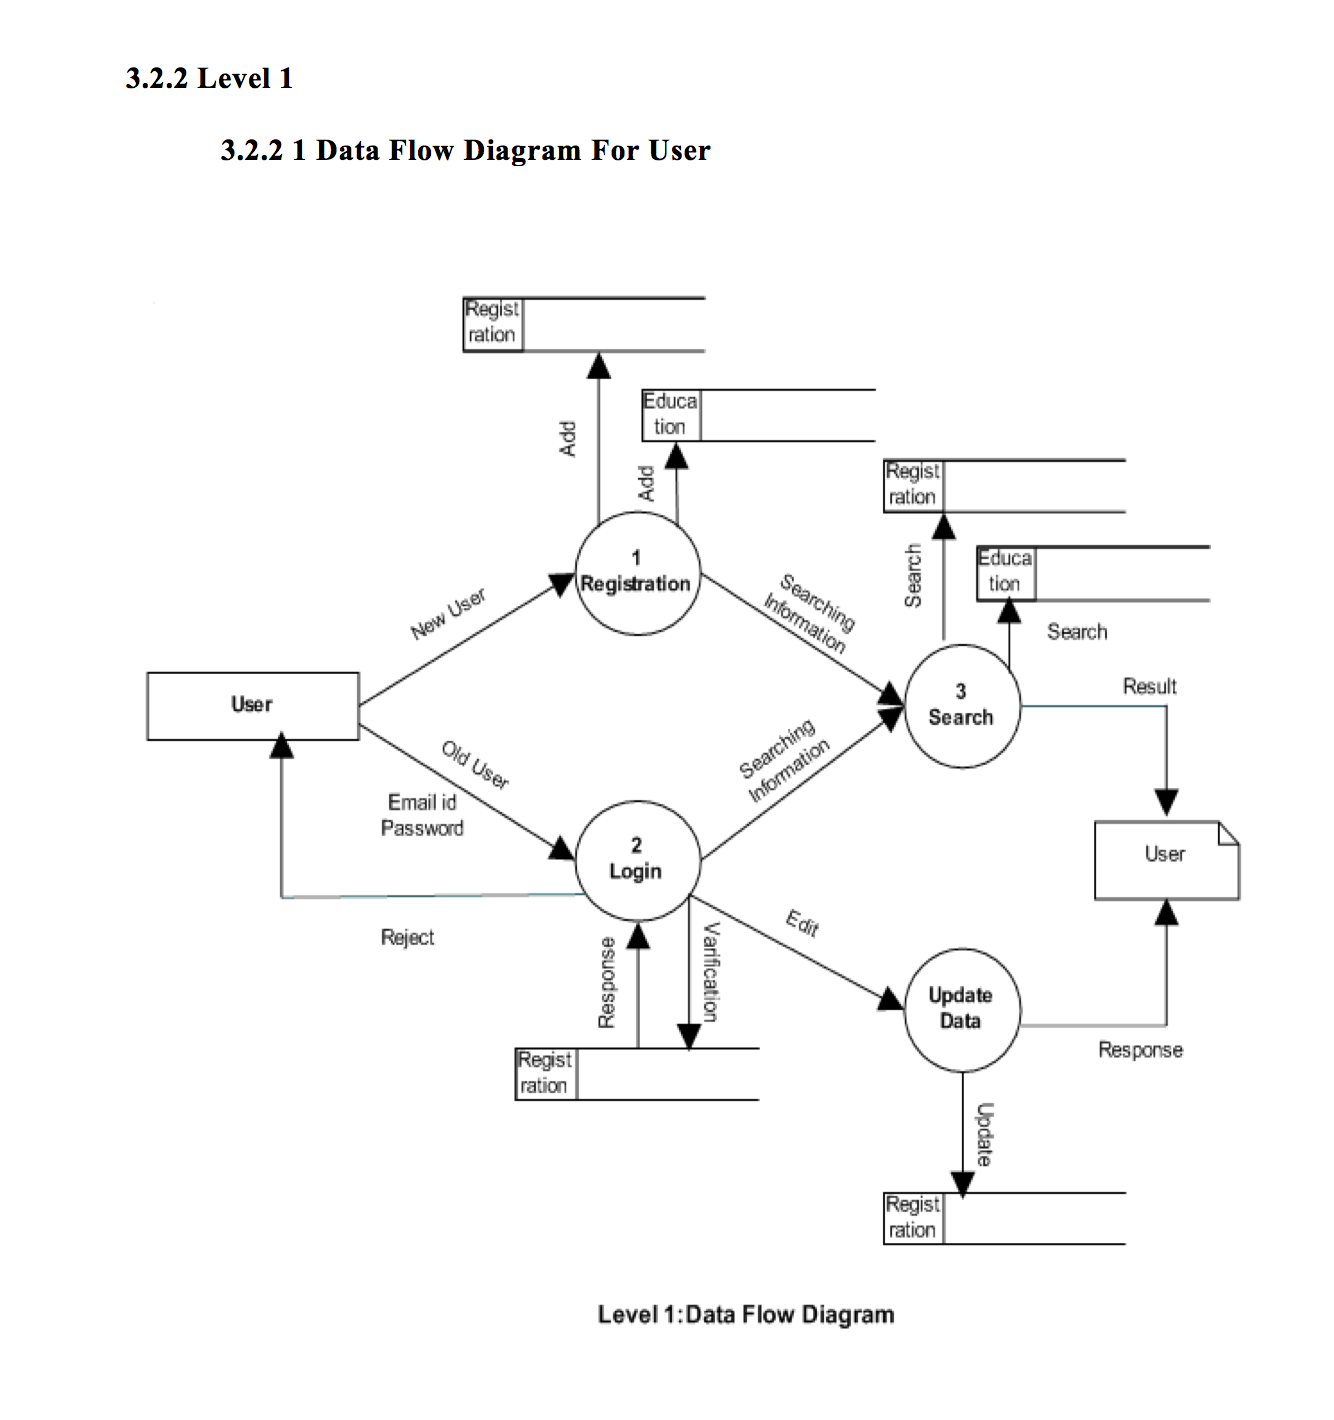 3.2.2 Level 1
3.2.2 1 Data Flow Diagram For User
Regist
ration
Educa
tion
Add
Add
Regist
ration
Educa
tion
Search
Search
1
Registration
New User
Searching
Information
User
3
Search
Result
Old User
Email id
Password
Searching
Information
2
Login
User
Reject
Edit
Response
Varification
Update
Data
Response
Regist
ration
Update
Regist
ration
Level 1:Data Flow Diagram